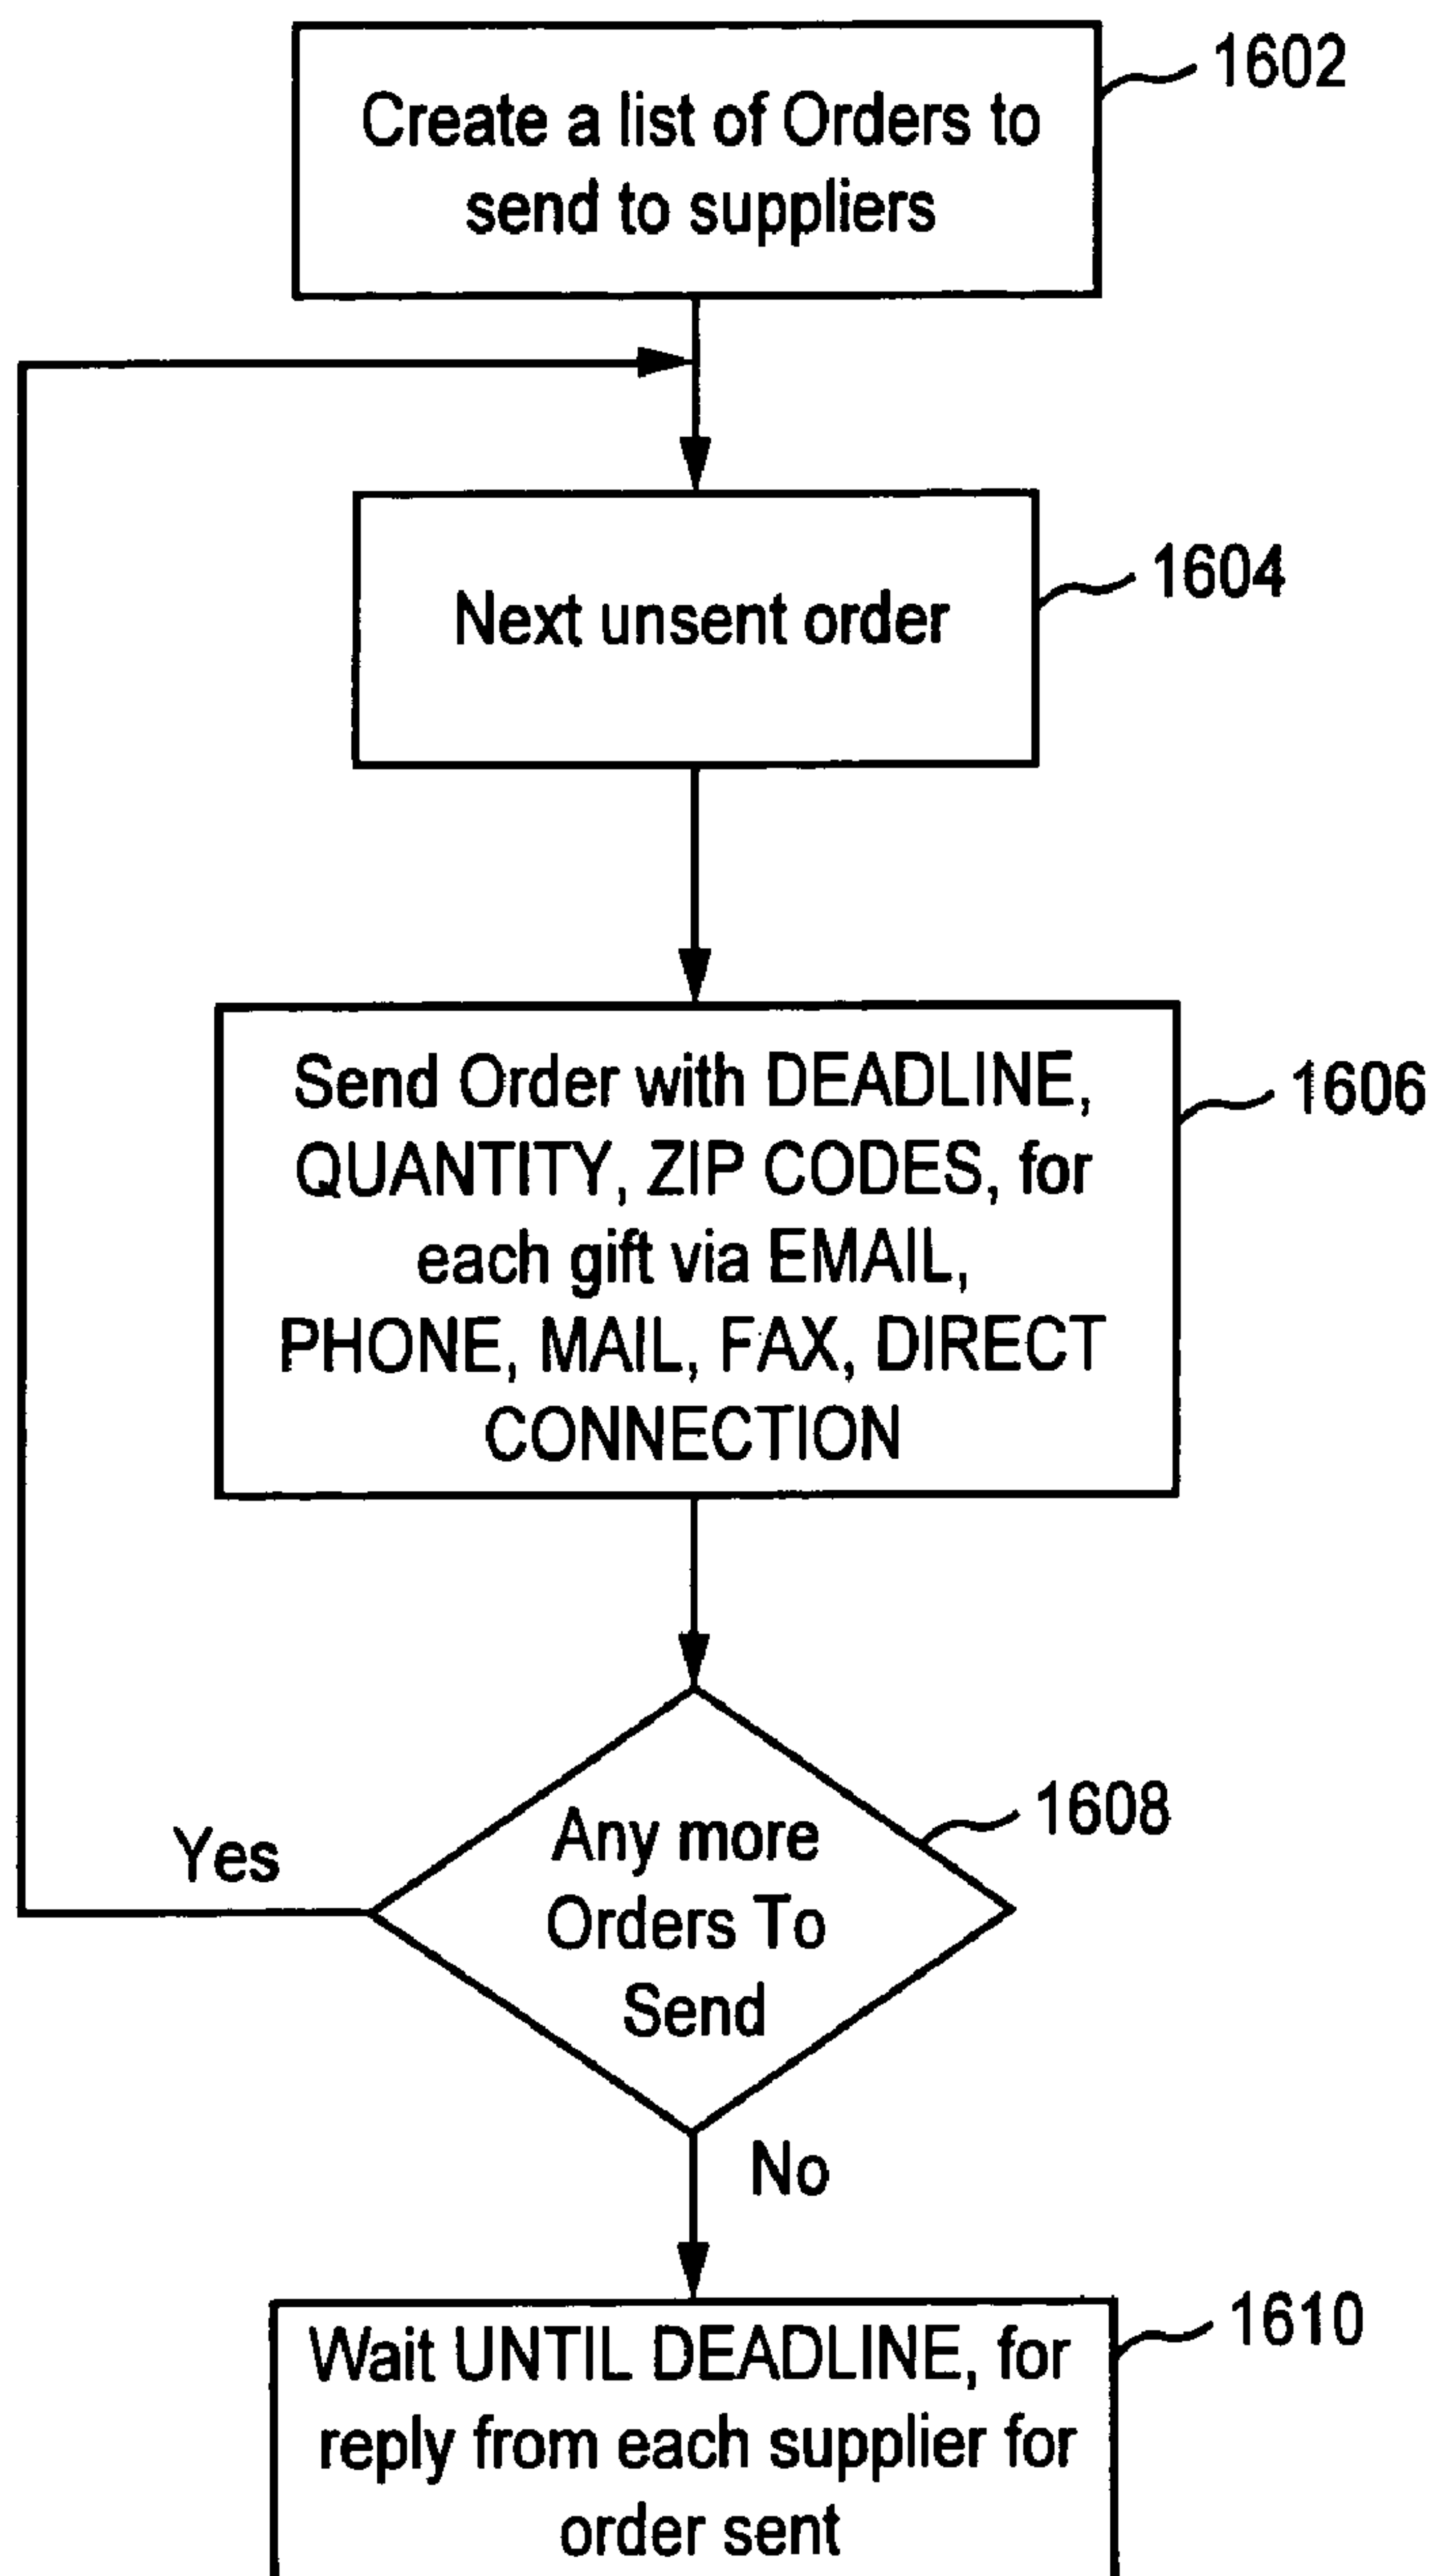 Create a list of Orders to
send to suppliers
1602
Next unsent order
1604
Send Order with DEADLINE,
QUANTITY, ZIP CODES, for
each gift via EMAIL,
PHONE, MAIL, FAX, DIRECT
CONNECTION
1606
Any more
Orders To
Send
1608
Yes
No
Wait UNTIL DEADLINE, for
reply from each supplier for
order sent
1610